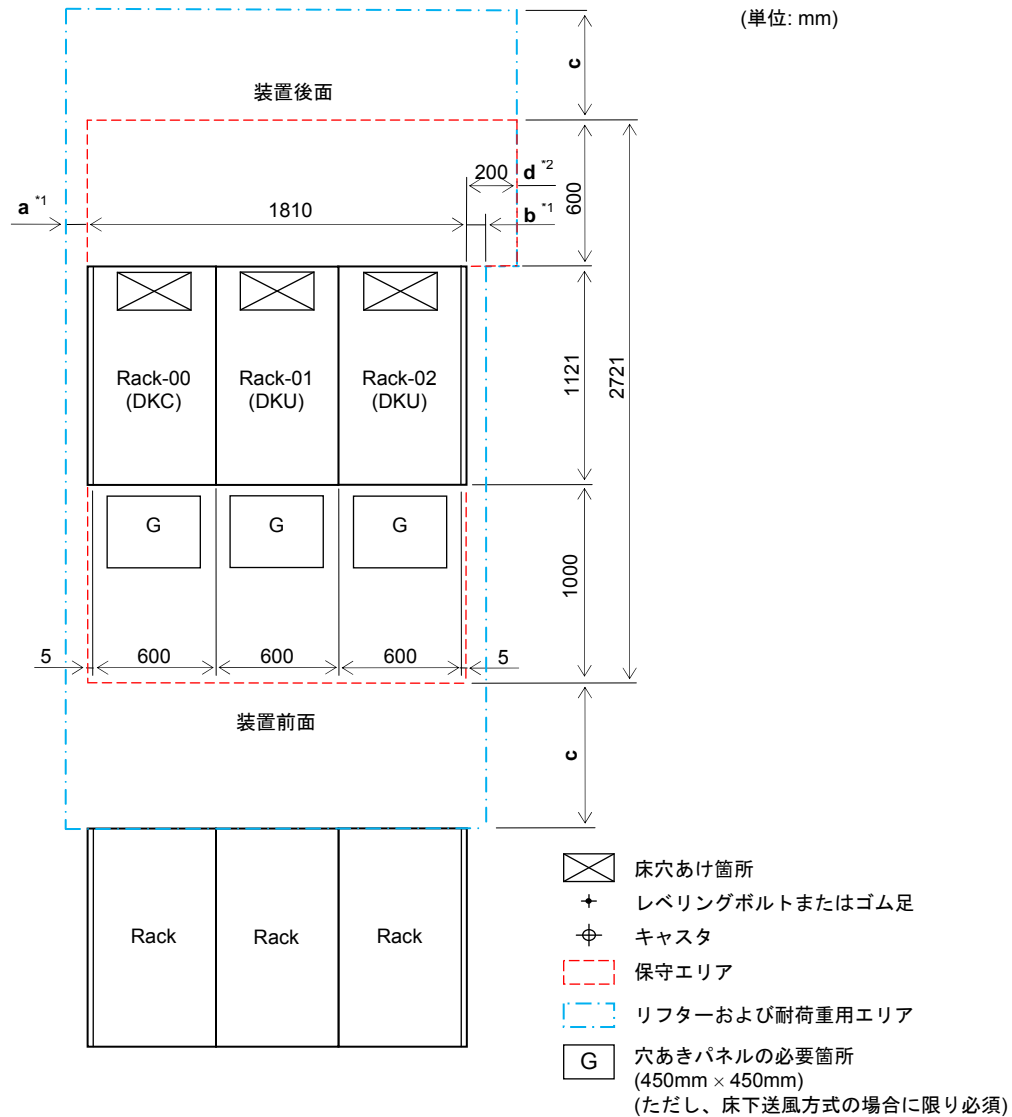 (単位: mm)
c
装置後面
200 d *2
600
a *1
1810
b *1
Rack-00
(DKC)
Rack-01
(DKU)
Rack-02
(DKU)
1121
2721
G
G
G
1000
5
600
600
600
5
装置前面
c
Rack
Rack
Rack
床穴あけ箇所
レベリングボルトまたはゴム足
キャスタ
保守エリア
リフターおよび耐荷重用エリア
G
穴あきパネルの必要箇所
(450mm × 450mm)
(ただし、床下送風方式の場合に限り必須)